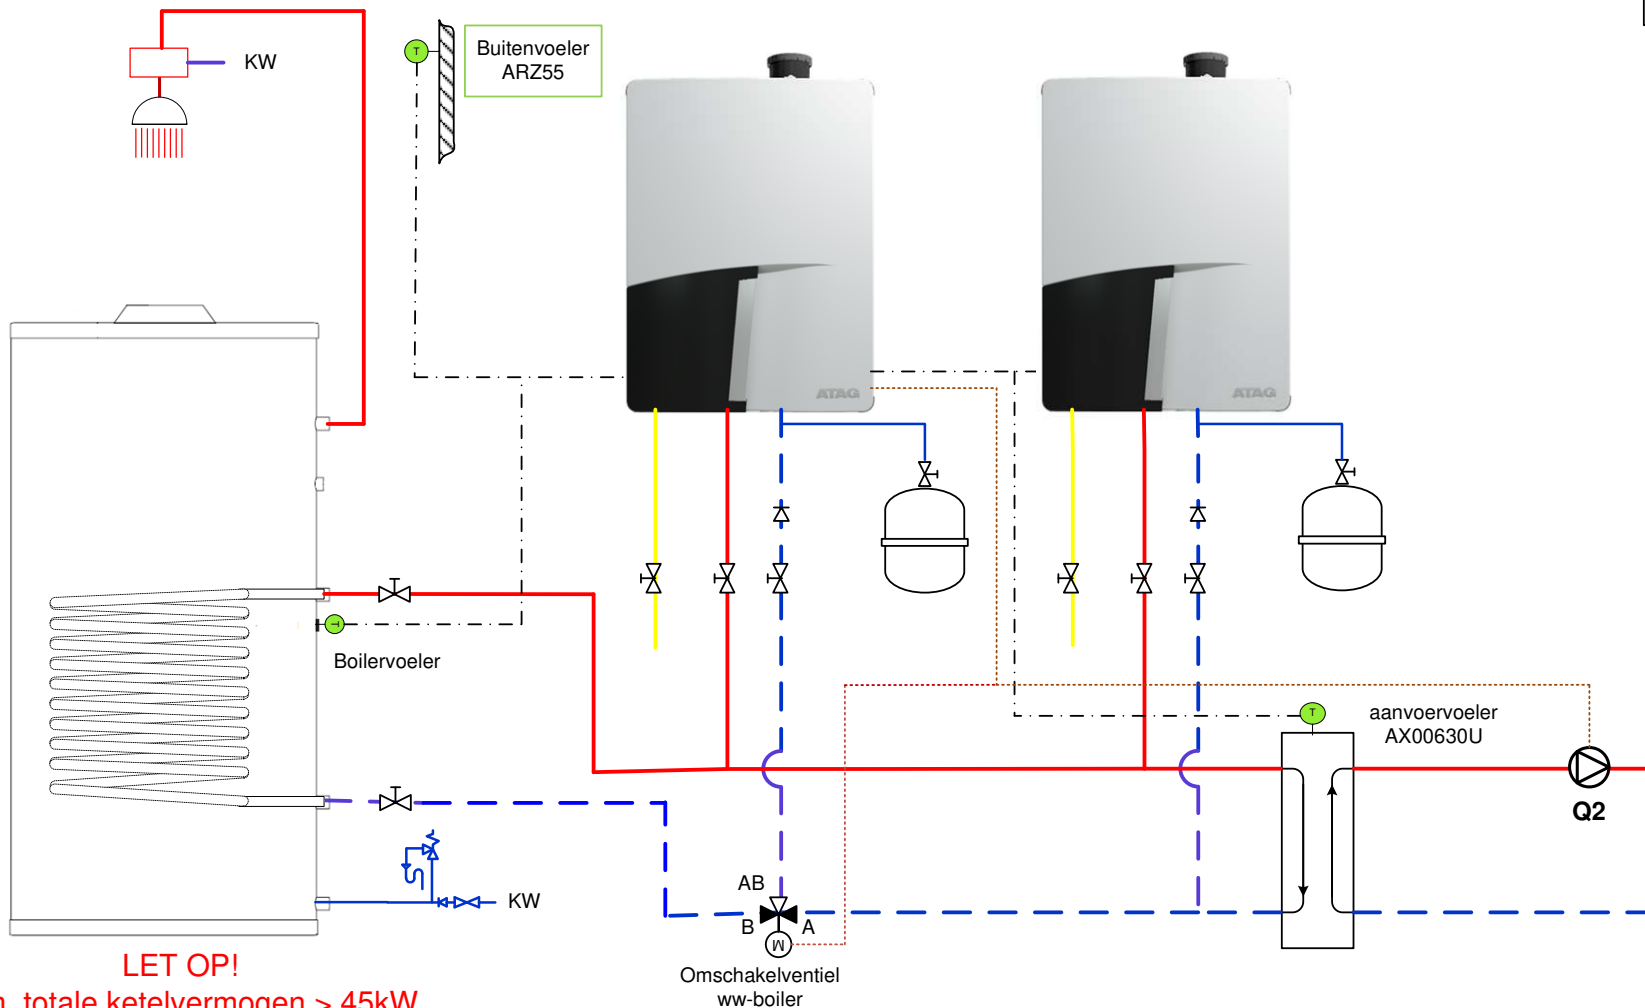 KW
T
Buitenvoeler
ARZ55
ATAG
ATAG
T
Boilervoeler
T
aanvoervoeler
AX00630U
Q2
AB
B
A
M
KW
Omschakelventiel
ww-boiler
LET OP!
totale ketelvermogen > 45kW